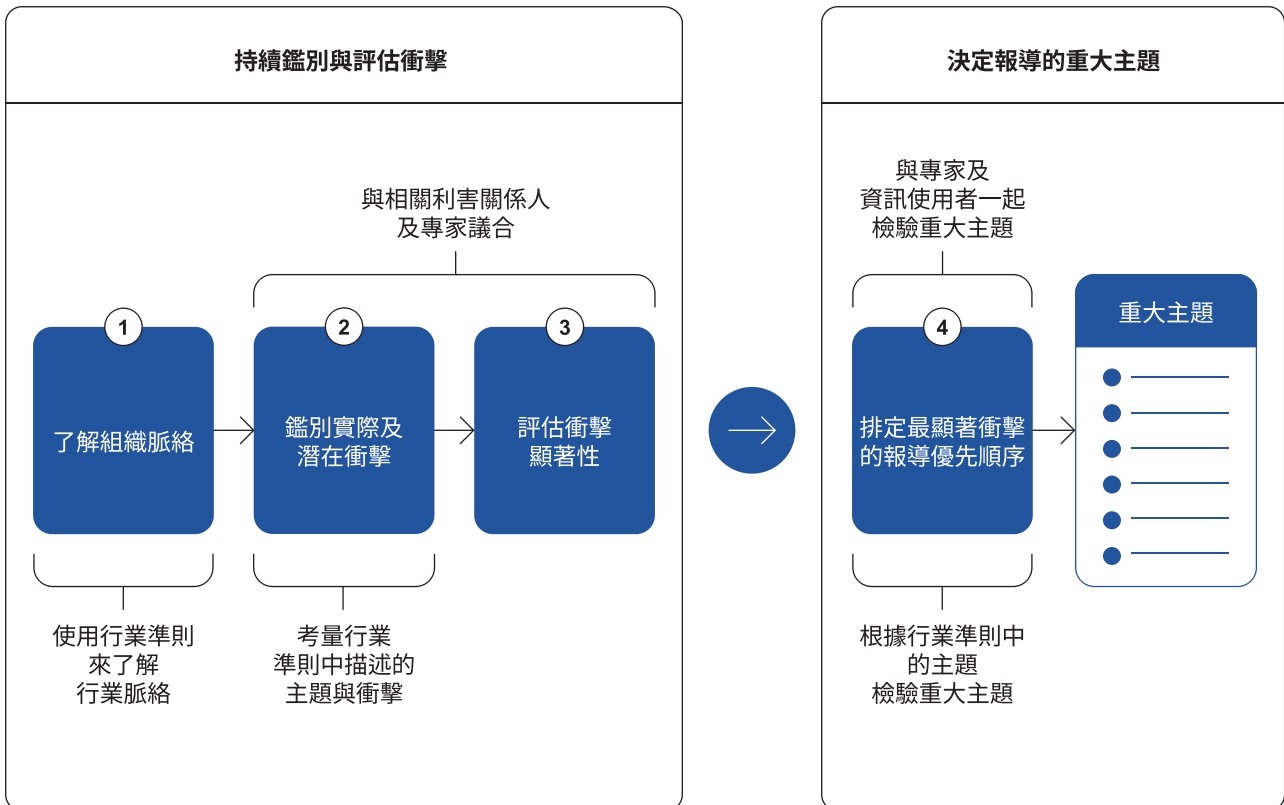 持續鑑別與評估衝擊
與相關利害關係人
及專家議合
1
了解組織脈絡
2
鑑別實際及
潛在衝擊
3
評估衝擊
顯著性
使用行業準則
來了解
行業脈絡
考量行業
準則中描述的
主題與衝擊
決定報導的重大主題
與專家及
資訊使用者一起
檢驗重大主題
4
排定最顯著衝擊
的報導優先順序
重大主題
根據行業準則中
的主題
檢驗重大主題